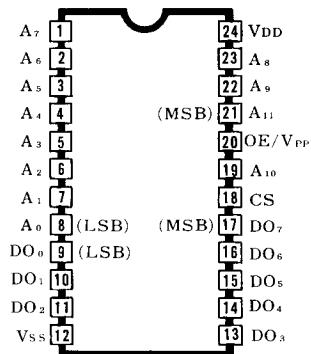 A₇ 1 24 VDD
A₆ 2 23 A₈
A₅ 3 22 A₉
A₄ 4 (MSB) 21 A₁₁
A₃ 5 20 OE/VPP
A₂ 6 19 A₁₀
A₁ 7 18 CS
A₀ 8 (LSB) (MSB) 17 DO₇
DO₀ 9 (LSB) 16 DO₆
DO₁ 10 15 DO₅
DO₂ 11 14 DO₄
VSS 12 13 DO₃